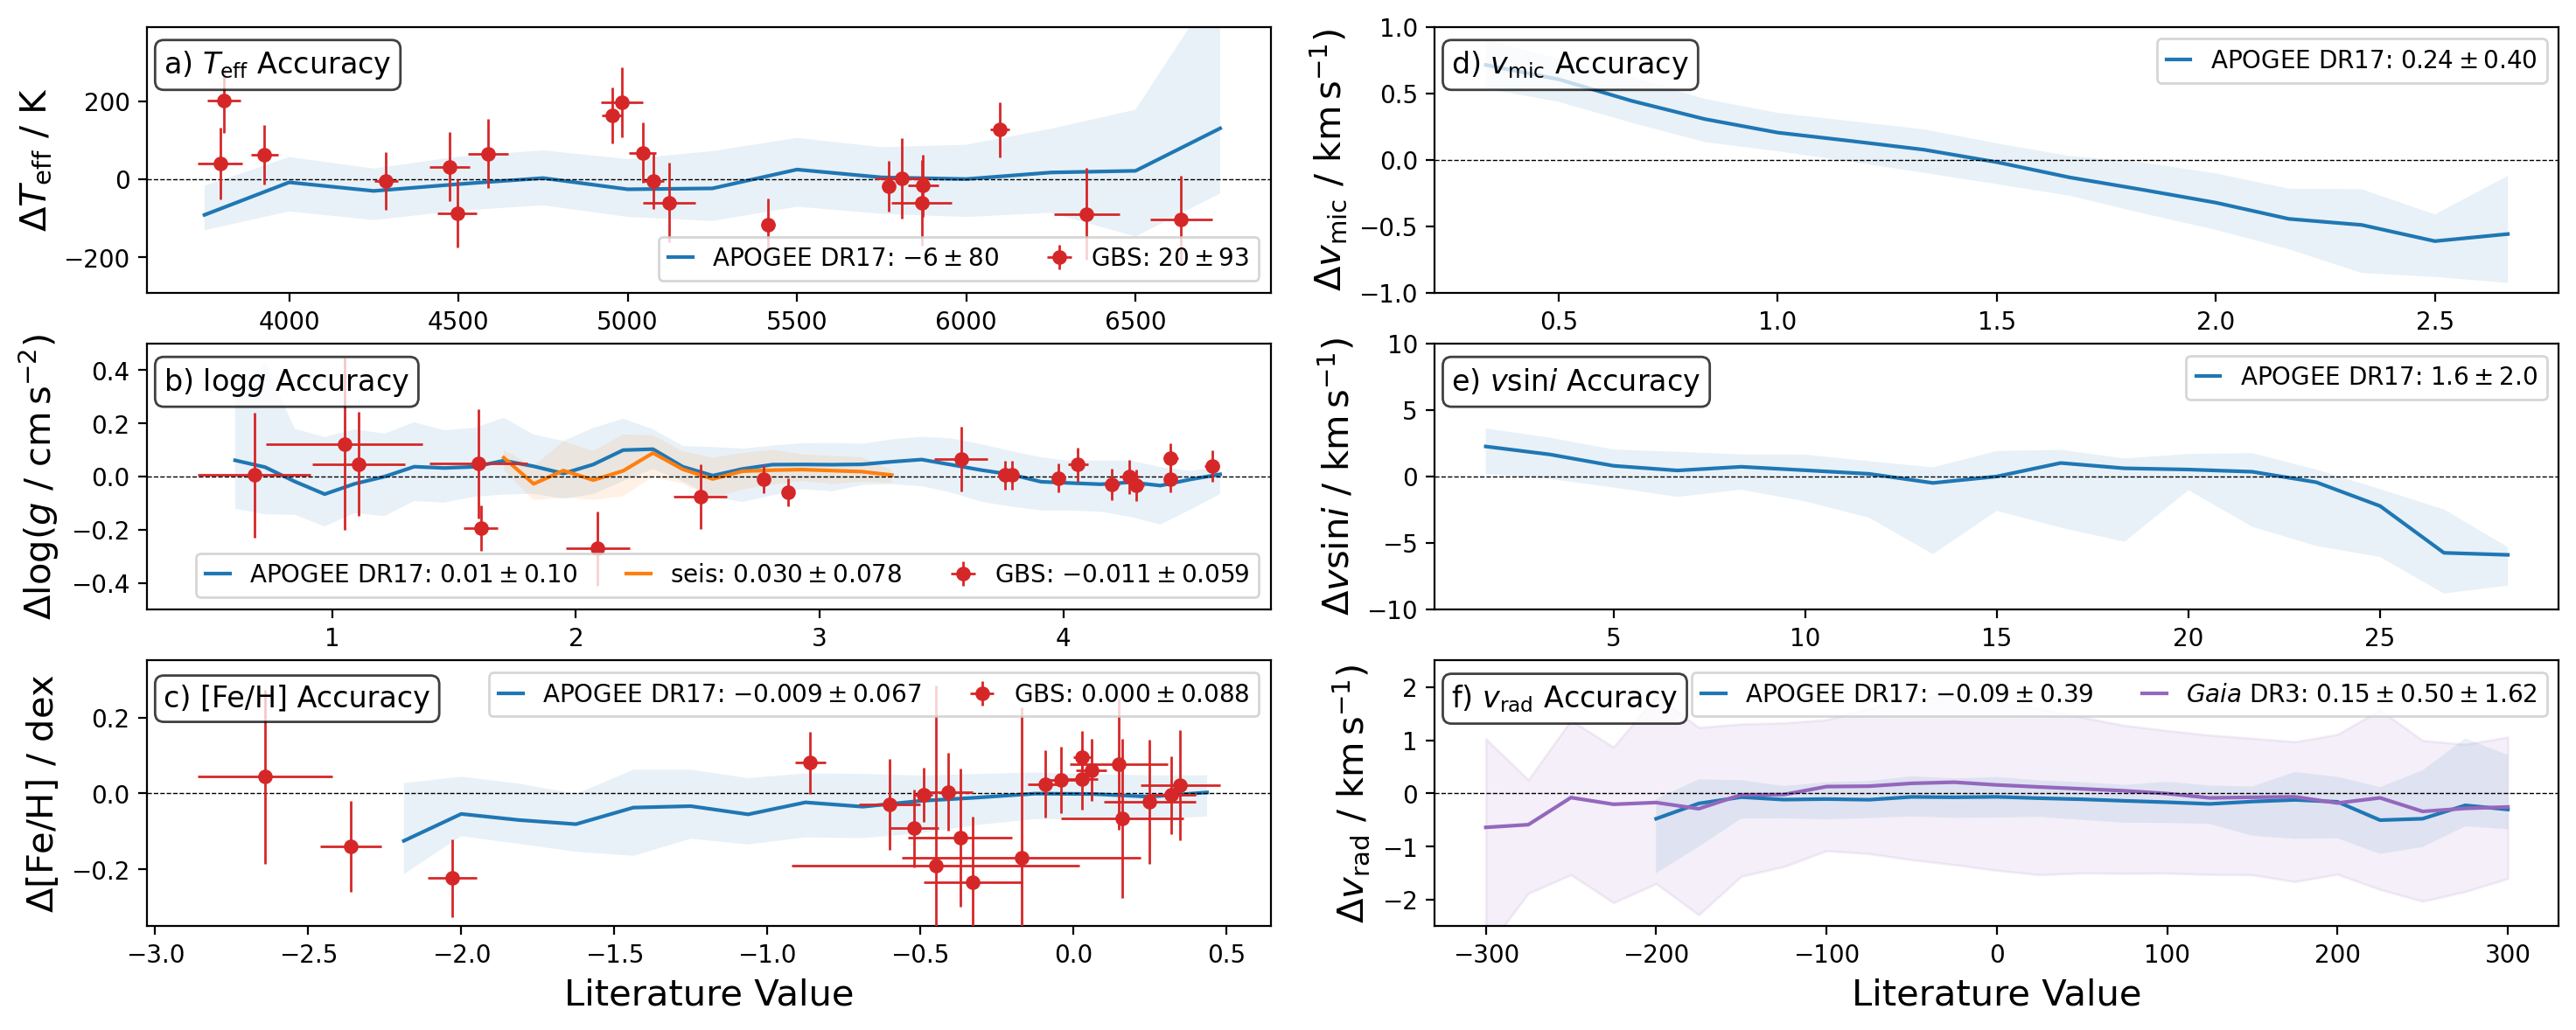 a) Teff Accuracy
ΔTeff / K
200
0
−200
APOGEE DR17: −6 ± 80
GBS: 20 ± 93
4000 4500 5000 5500 6000 6500
b) logg Accuracy
Δlog(g / cm s−2)
0.4
0.2
0.0
−0.2
−0.4
APOGEE DR17: 0.01 ± 0.10
seis: 0.030 ± 0.078
GBS: −0.011 ± 0.059
1 2 3 4
c) [Fe/H] Accuracy
Δ[Fe/H] / dex
APOGEE DR17: −0.009 ± 0.067
GBS: 0.000 ± 0.088
0.2
0.0
−0.2
−3.0 −2.5 −2.0 −1.5 −1.0 −0.5 0.0 0.5
Literature Value
d) vmic Accuracy
Δvmic / km s−1
APOGEE DR17: 0.24 ± 0.40
1.0
0.5
0.0
−0.5
−1.0
0.5 1.0 1.5 2.0 2.5
e) vsini Accuracy
Δvsini / km s−1
APOGEE DR17: 1.6 ± 2.0
10
5
0
−5
−10
5 10 15 20 25
f) vrad Accuracy
Δvrad / km s−1
APOGEE DR17: −0.09 ± 0.39
Gaia DR3: 0.15 ± 0.50 ± 1.62
2
1
0
−1
−2
−300 −200 −100 0 100 200 300
Literature Value